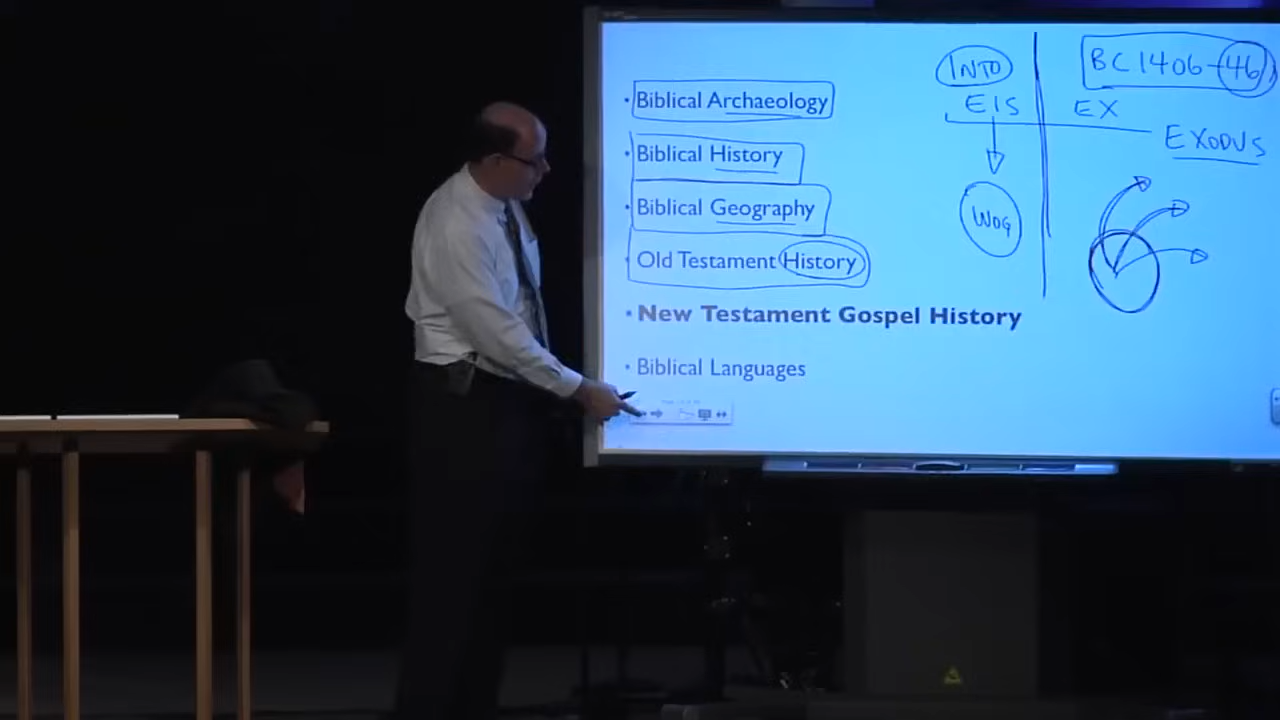 • Biblical Archaeology
• Biblical History
• Biblical Geography
• Old Testament History
• New Testament Gospel History
• Biblical Languages
INTO
EIS
WOG
BC 1406-46
EX
EXODUS